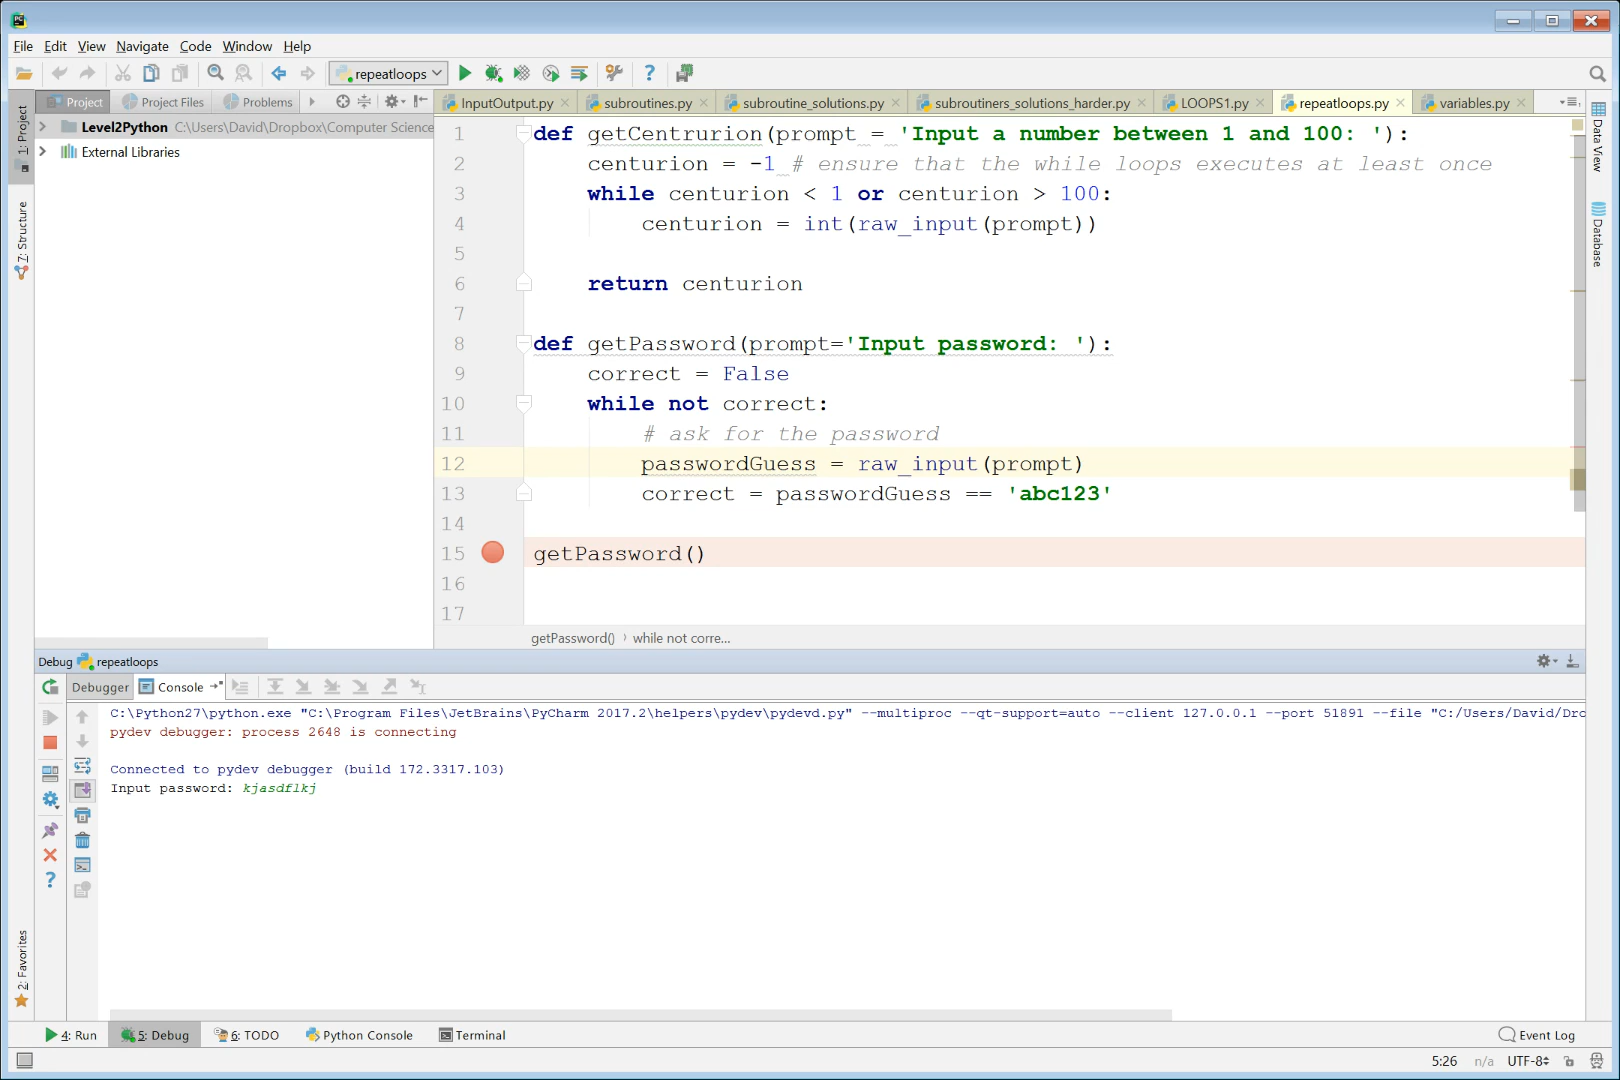 File Edit View Navigate Code Window Help
repeatloops
Project Project Files Problems
InputOutput.py subroutines.py subroutine_solutions.py subroutiners_solutions_harder.py LOOPS1.py repeatloops.py variables.py
Level2Python C:\Users\David\Dropbox\Computer Science
External Libraries
1: Project
7: Structure
2: Favorites
Data View
Database
1 def getCentrurion(prompt = 'Input a number between 1 and 100: '):
2 centurion = -1 # ensure that the while loops executes at least once
3 while centurion < 1 or centurion > 100:
4 centurion = int(raw_input(prompt))
5
6 return centurion
7
8 def getPassword(prompt='Input password: '):
9 correct = False
10 while not correct:
11 # ask for the password
12 passwordGuess = raw_input(prompt)
13 correct = passwordGuess == 'abc123'
14
15 getPassword()
16
17
getPassword() › while not corre...
Debug repeatloops
Debugger Console
C:\Python27\python.exe "C:\Program Files\JetBrains\PyCharm 2017.2\helpers\pydev\pydevd.py" --multiproc --qt-support=auto --client 127.0.0.1 --port 51891 --file "C:/Users/David/Dro
pydev debugger: process 2648 is connecting
Connected to pydev debugger (build 172.3317.103)
Input password: kjasdflkj
4: Run 5: Debug 6: TODO Python Console Terminal Event Log
5:26 n/a UTF-8